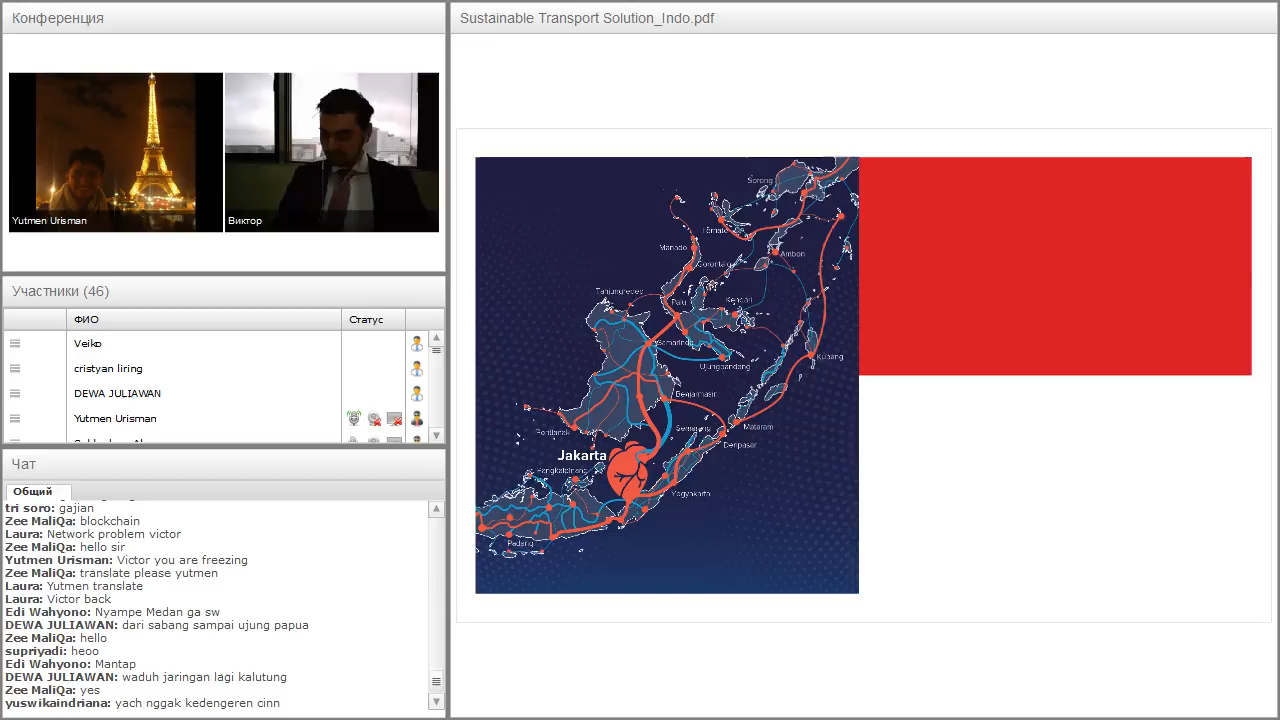 Конференция
Yutmen Urisman
Виктор
Участники (46)
ФИО
Статус
Veiko
cristyan liring
DEWA JULIAWAN
Yutmen Urisman
Чат
Общий
tri soro: gajian
Zee MaliQa: blockchain
Laura: Network problem victor
Zee MaliQa: hello sir
Yutmen Urisman: Victor you are freezing
Zee MaliQa: translate please yutmen
Laura: Yutmen translate
Laura: Victor back
Edi Wahyono: Nyampe Medan ga sw
DEWA JULIAWAN: dari sabang sampai ujung papua
Zee MaliQa: hello
supriyadi: heoo
Edi Wahyono: Mantap
DEWA JULIAWAN: waduh jaringan lagi kalutung
Zee MaliQa: yes
yuswikaindriana: yach nggak kedengeren cinn
Sustainable Transport Solution_Indo.pdf
Sorong
Ternate
Manado
Ambon
Gorontalo
Tanjungredep
Palu
Kendari
Samarinda
Kupang
Ujungpandang
Banjarmasin
Pontianak
Semarang
Mataram
Denpasar
Jakarta
Pangkalpinang
Yogyakarta
Padang